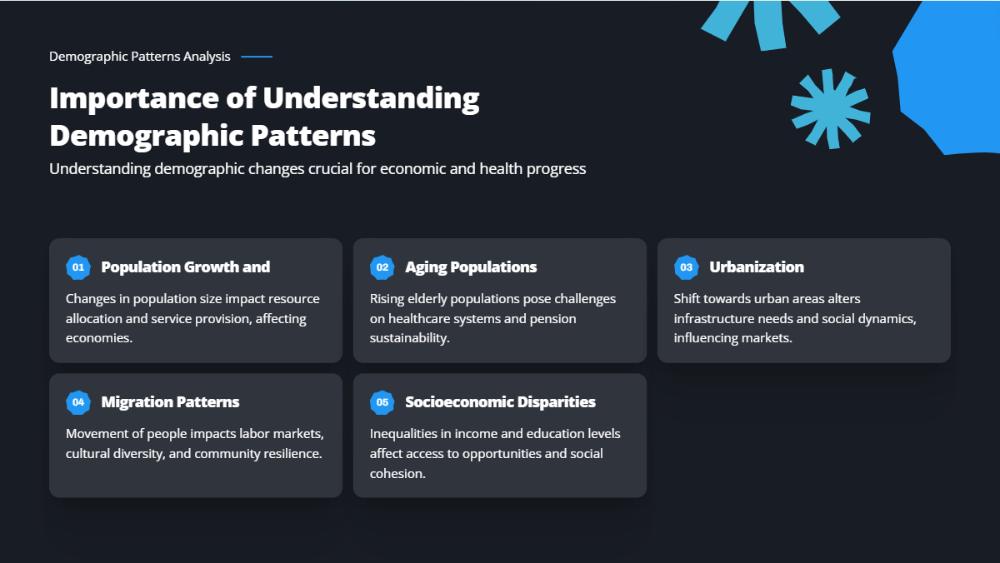 Demographic Patterns Analysis
Importance of Understanding
Demographic Patterns
Understanding demographic changes crucial for economic and health progress
01 Population Growth and
Changes in population size impact resource
allocation and service provision, affecting
economies.
02 Aging Populations
Rising elderly populations pose challenges
on healthcare systems and pension
sustainability.
03 Urbanization
Shift towards urban areas alters
infrastructure needs and social dynamics,
influencing markets.
04 Migration Patterns
Movement of people impacts labor markets,
cultural diversity, and community resilience.
05 Socioeconomic Disparities
Inequalities in income and education levels
affect access to opportunities and social
cohesion.